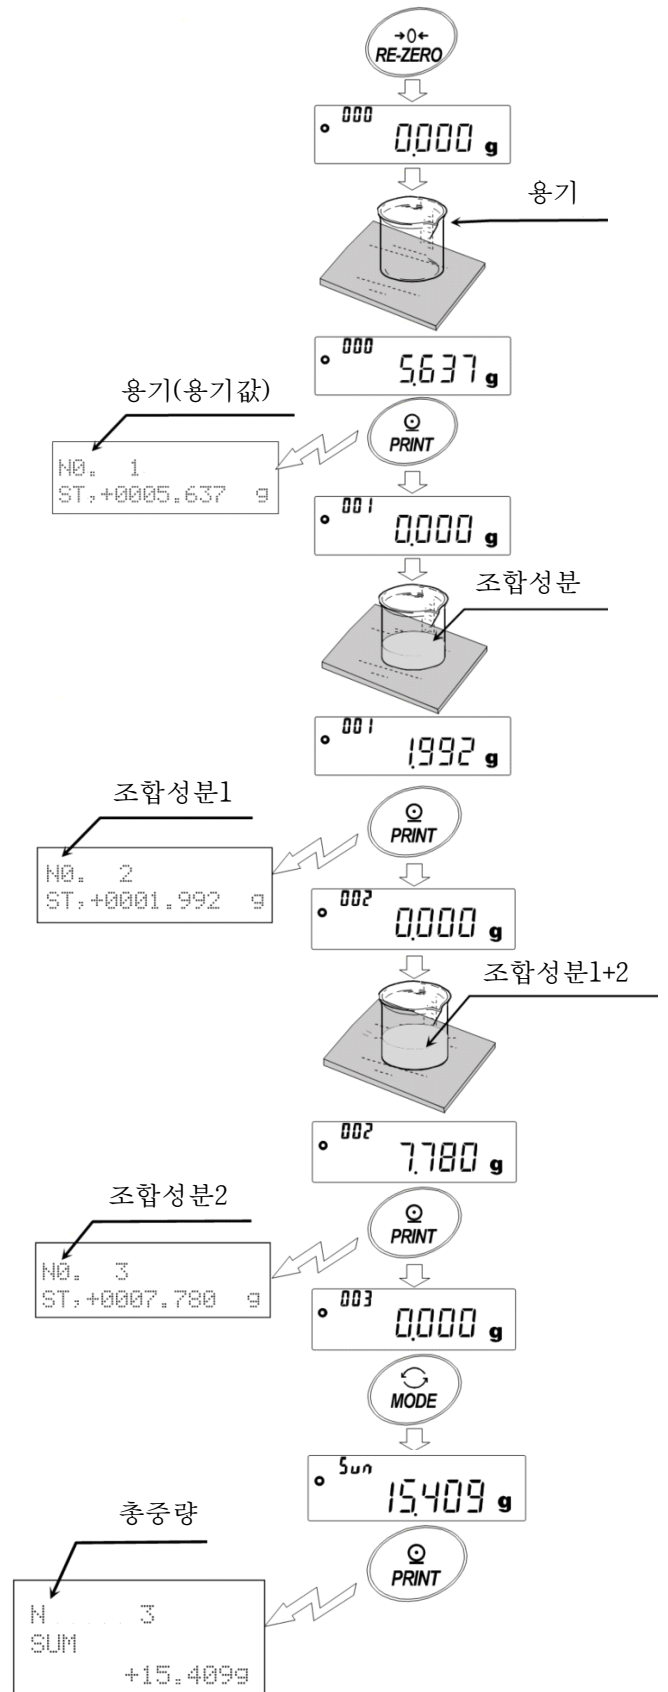 →0←
RE-ZERO
000
0.000 g
용기
000
5.637 g
용기(용기값)
PRINT
N0. 1
ST,+0005.637 g
001
0.000 g
조합성분
001
1.992 g
조합성분1
PRINT
N0. 2
ST,+0001.992 g
002
0.000 g
조합성분1+2
002
7.780 g
조합성분2
PRINT
N0. 3
ST,+0007.780 g
003
0.000 g
MODE
Sun
15.409 g
총중량
PRINT
N ..... 3
SUM
+15.409g